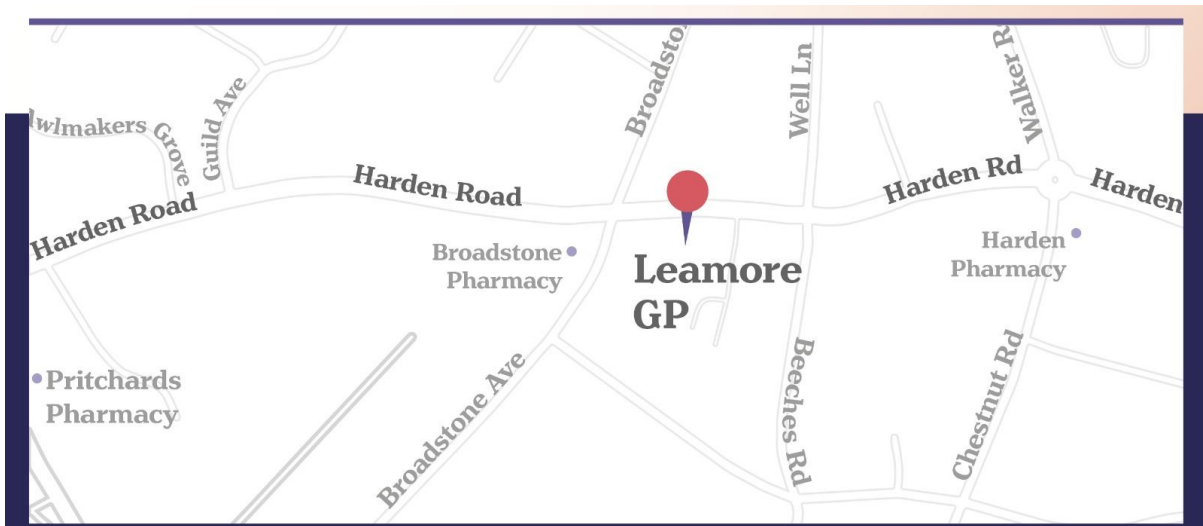 Broadsto
Well Ln
Walker R
wlmakers Grove
Guild Ave
Harden Road
Harden Road
Harden Rd
Harden
Broadstone
Pharmacy
Leamore
GP
Harden
Pharmacy
Pritchards
Pharmacy
Broadstone Ave
Beeches Rd
Chestnut Rd